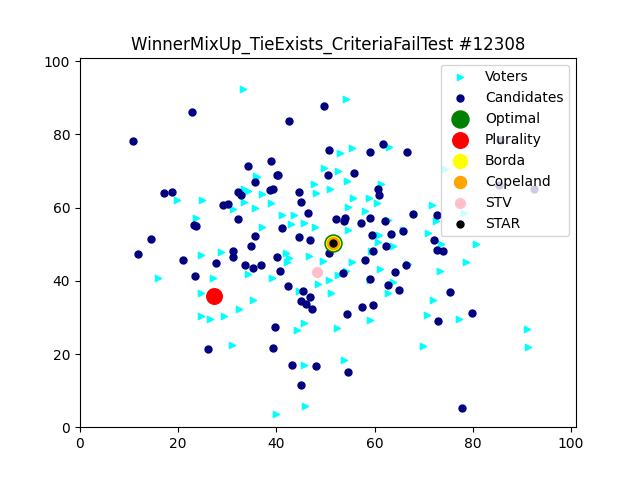 WinnerMixUp_TieExists_CriteriaFailTest #12308
100
80
60
40
20
0
0 20 40 60 80 100
Voters
Candidates
Optimal
Plurality
Borda
Copeland
STV
STAR